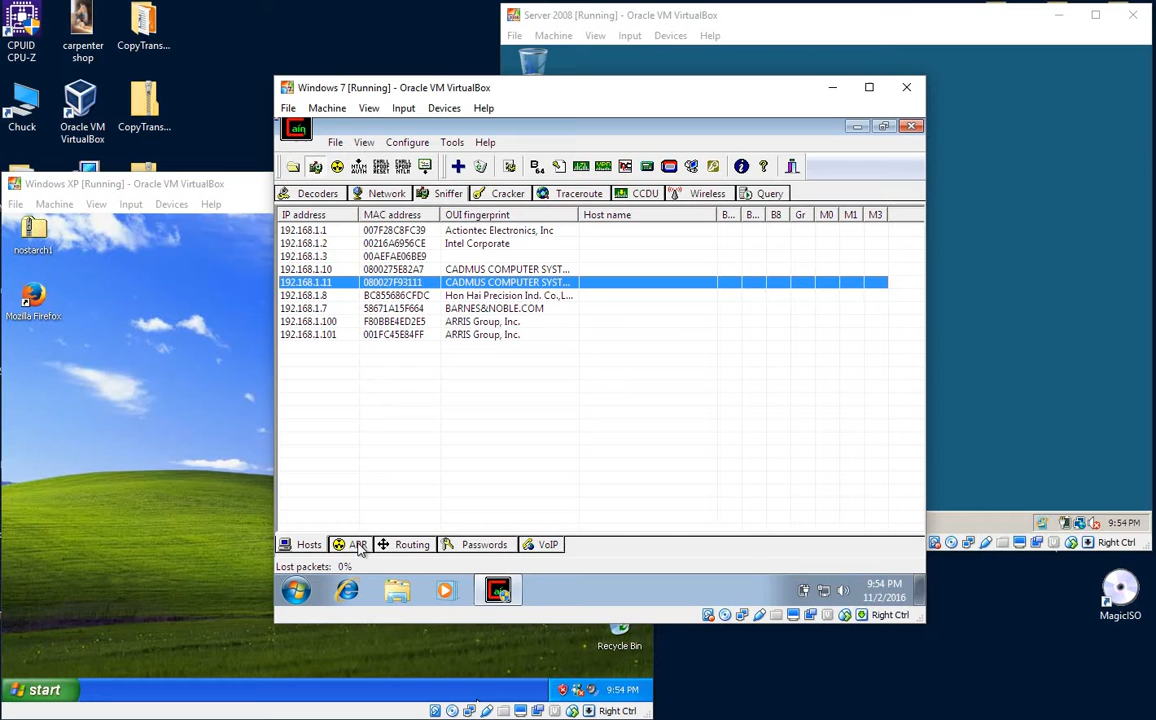 CPUID
CPU-Z
carpenter
shop
CopyTrans...
Chuck
Oracle VM
VirtualBox
CopyTrans...
Server 2008 [Running] - Oracle VM VirtualBox
File Machine View Input Devices Help
Windows 7 [Running] - Oracle VM VirtualBox
File Machine View Input Devices Help
File View Configure Tools Help
Decoders Network Sniffer Cracker Traceroute CCDU Wireless Query
IP address MAC address OUI fingerprint Host name B... B... B8 Gr M0 M1 M3
192.168.1.1 007F28C8FC39 Actiontec Electronics, Inc
192.168.1.2 00216A6956CE Intel Corporate
192.168.1.3 00AEFAE06BE9
192.168.1.10 0800275E82A7 CADMUS COMPUTER SYST...
192.168.1.11 080027F93111 CADMUS COMPUTER SYST...
192.168.1.8 BC855686CFDC Hon Hai Precision Ind. Co.,L...
192.168.1.7 58671A15F664 BARNES&NOBLE.COM
192.168.1.100 F80BBE4ED2E5 ARRIS Group, Inc.
192.168.1.101 001FC45E84FF ARRIS Group, Inc.
Hosts APR Routing Passwords VoIP
Lost packets: 0%
9:54 PM
11/2/2016
Right Ctrl
Windows XP [Running] - Oracle VM VirtualBox
File Machine View Input Devices Help
nostarch1
Mozilla Firefox
Recycle Bin
start
9:54 PM
Right Ctrl
9:54 PM
Right Ctrl
MagicISO